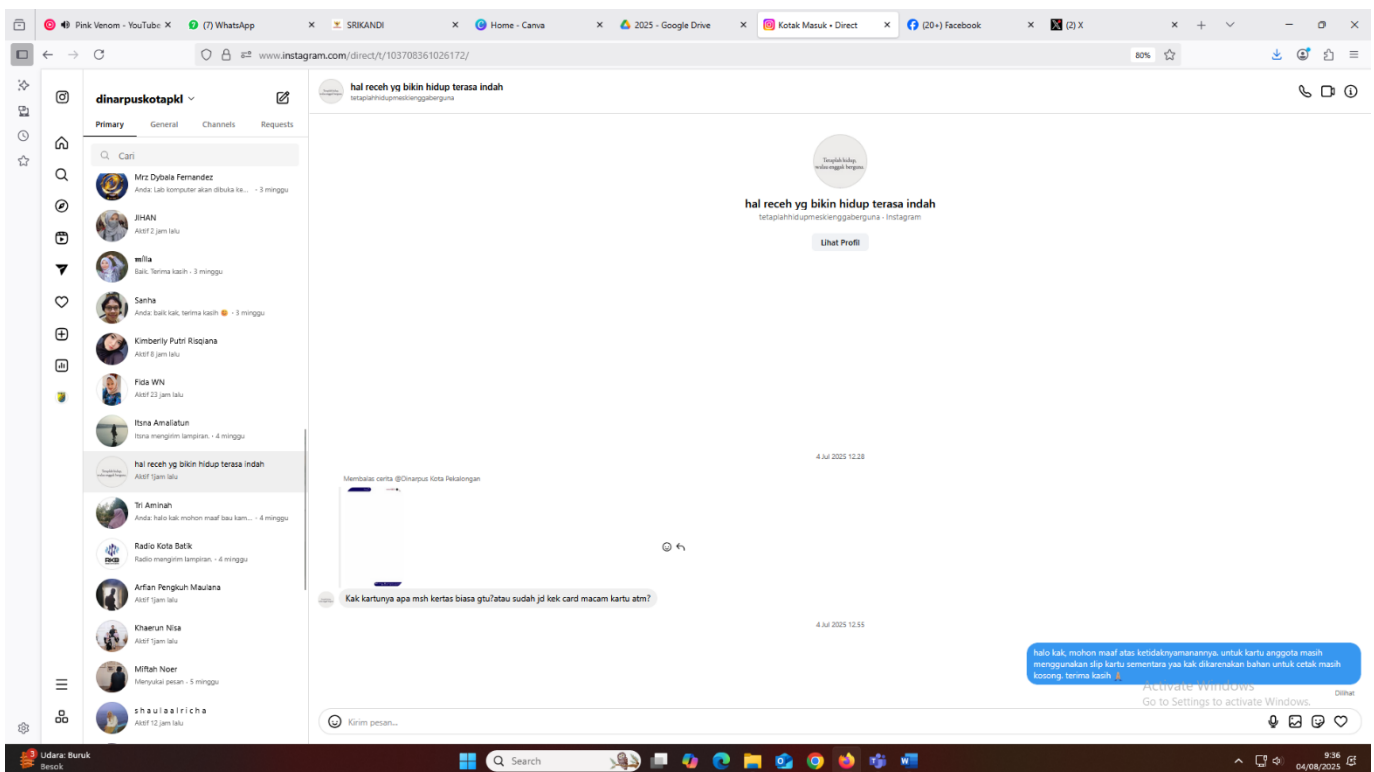 Pink Venom - YouTube
(7) WhatsApp
SRIKANDI
Home - Canva
2025 - Google Drive
Kotak Masuk • Direct
(20+) Facebook
(2) X
www.instagram.com/direct/t/103708361026172/
80%
dinarpuskotapkl
Primary
General
Channels
Requests
Cari
Mrz Dybala Fernandez
Anda: Lab komputer akan dibuka ke... · 3 minggu
JIHAN
Aktif 2 jam lalu
milla
Baik. Terima kasih · 3 minggu
Sanha
Anda: baik kak, terima kasih 😊 · 3 minggu
Kimberlly Putri Risqiana
Aktif 8 jam lalu
Fida WN
Aktif 23 jam lalu
Itsna Amaliatun
Itsna mengirim lampiran. · 4 minggu
hal receh yg bikin hidup terasa indah
Aktif 1jam lalu
Tri Aminah
Anda: halo kak mohon maaf bau kam... · 4 minggu
Radio Kota Batik
Radio mengirim lampiran. · 4 minggu
RKB
Arfian Pengkuh Maulana
Aktif 1jam lalu
Khaerun Nisa
Aktif 1jam lalu
Miftah Noer
Menyukai pesan · 5 minggu
shaulaalricha
Aktif 12 jam lalu
hal receh yg bikin hidup terasa indah
tetaplahhidupmeskienggaberguna
Tetaplah hidup,
walau enggak berguna.
hal receh yg bikin hidup terasa indah
tetaplahhidupmeskienggaberguna · Instagram
Lihat Profil
4 Jul 2025 12.28
Membalas cerita @Dinarpus Kota Pekalongan
Kak kartunya apa msh kertas biasa gtu?atau sudah jd kek card macam kartu atm?
4 Jul 2025 12.55
halo kak, mohon maaf atas ketidaknyamanannya. untuk kartu anggota masih
menggunakan slip kartu sementara yaa kak dikarenakan bahan untuk cetak masih
kosong. terima kasih 🙏
Dilihat
Activate Windows
Go to Settings to activate Windows.
Kirim pesan...
3
Udara: Buruk
Besok
Search
9:36
04/08/2025